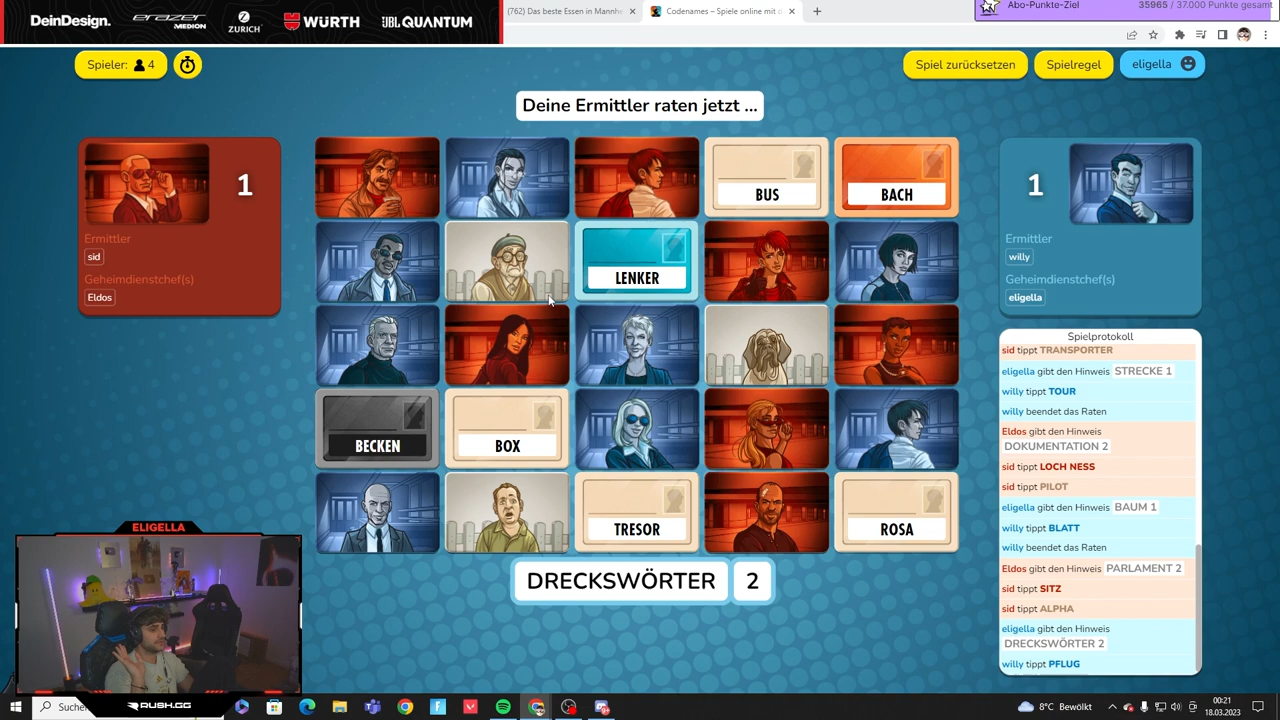 DeinDesign.
erazer
MEDION
ZURICH
WÜRTH
JBL QUANTUM
(762) Das beste Essen in Mannhe
Codenames – Spiele online mit d
Abo-Punkte-Ziel
35965 / 37.000 Punkte gesamt
Spieler: 4
Spiel zurücksetzen
Spielregel
eligella
Deine Ermittler raten jetzt ...
1
Ermittler
sid
Geheimdienstchef(s)
Eldos
BUS
BACH
LENKER
BECKEN
BOX
TRESOR
ROSA
DRECKSWÖRTER 2
1
Ermittler
willy
Geheimdienstchef(s)
eligella
Spielprotokoll
sid tippt TRANSPORTER
eligella gibt den Hinweis STRECKE 1
willy tippt TOUR
willy beendet das Raten
Eldos gibt den Hinweis
DOKUMENTATION 2
sid tippt LOCH NESS
sid tippt PILOT
eligella gibt den Hinweis BAUM 1
willy tippt BLATT
willy beendet das Raten
Eldos gibt den Hinweis PARLAMENT 2
sid tippt SITZ
sid tippt ALPHA
eligella gibt den Hinweis
DRECKSWÖRTER 2
willy tippt PFLUG
ELIGELLA
RUSH.GG
Suche
8°C Bewölkt
00:21
18.03.2023